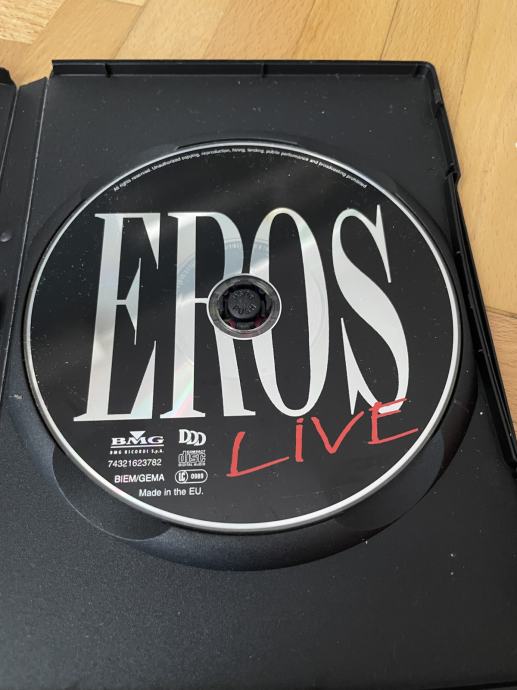 All rights reserved. Unauthorized copying, reproduction, hiring, lending, public performance and broadcasting prohibited
EROS
LiVE
BMG
BMG RICORDI S.p.A.
74321623782
BIEM/GEMA
Made in the EU.
DDD
COMPACT
disc
DIGITAL AUDIO
LC 0989